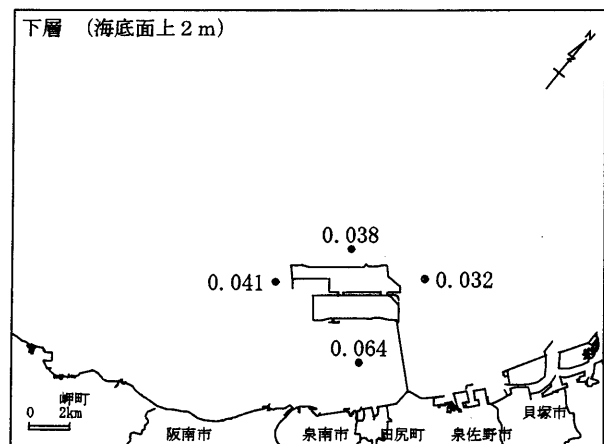 下層 (海底面上2m)
N
0.038
0.041
0.032
0.064
岬町
0 2km
阪南市
泉南市
田尻町
泉佐野市
貝塚市